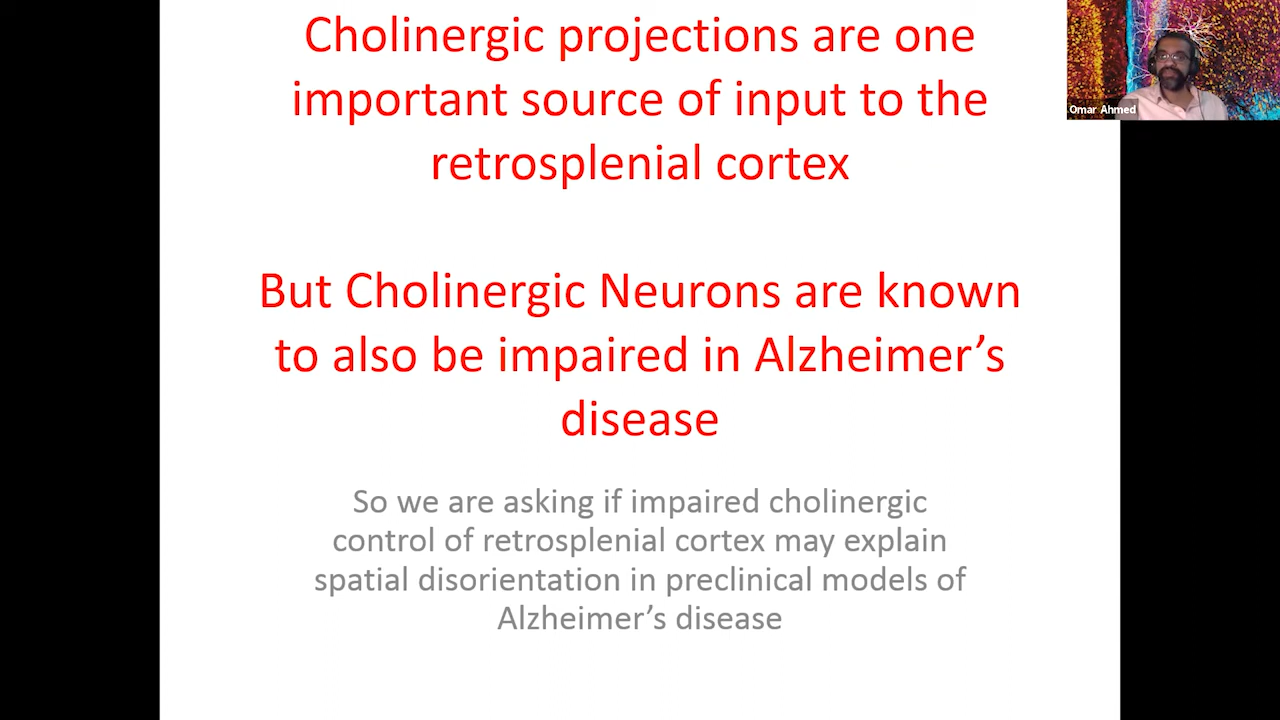 Cholinergic projections are one
important source of input to the
retrosplenial cortex
But Cholinergic Neurons are known
to also be impaired in Alzheimer’s
disease
So we are asking if impaired cholinergic
control of retrosplenial cortex may explain
spatial disorientation in preclinical models of
Alzheimer’s disease
Omar Ahmed